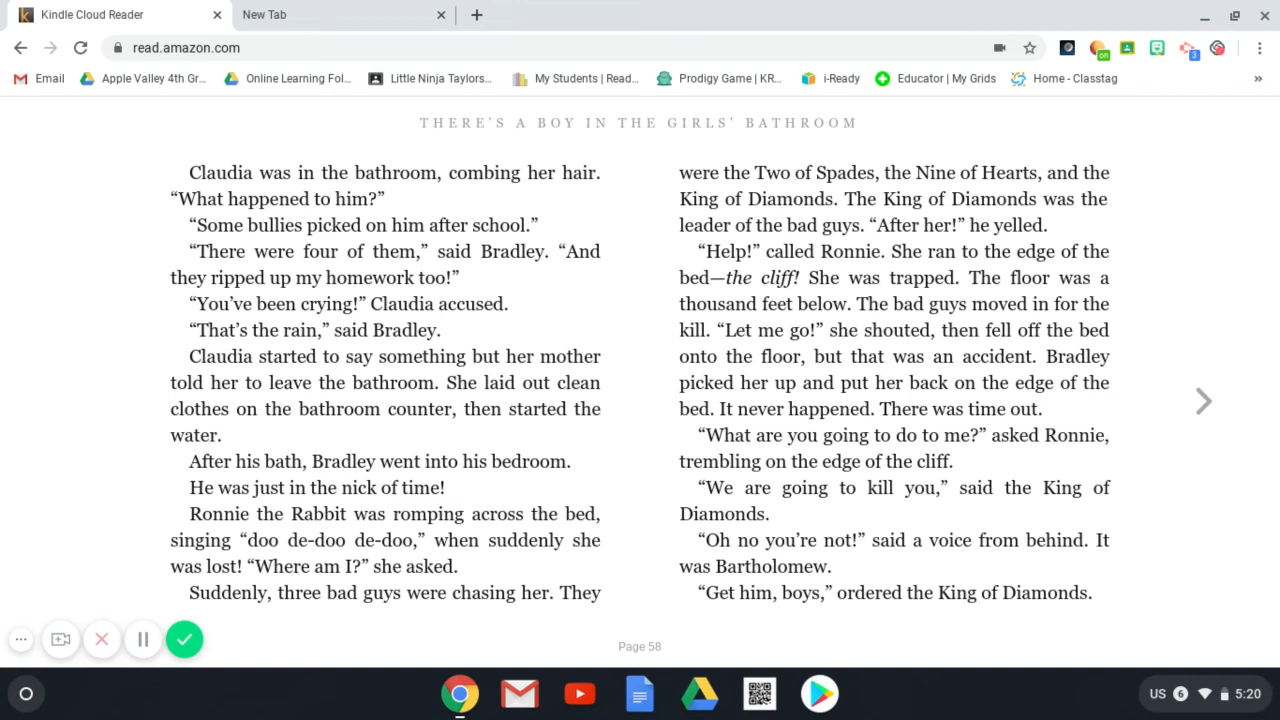 Kindle Cloud Reader
New Tab
read.amazon.com
on
3
Email
Apple Valley 4th Gr...
Online Learning Fol...
Little Ninja Taylors...
My Students | Read...
Prodigy Game | KR...
i-Ready
Educator | My Grids
Home - Classtag
»
THERE'S A BOY IN THE GIRLS' BATHROOM
Claudia was in the bathroom, combing her hair.
“What happened to him?”
“Some bullies picked on him after school.”
“There were four of them,” said Bradley. “And
they ripped up my homework too!”
“You’ve been crying!” Claudia accused.
“That’s the rain,” said Bradley.
Claudia started to say something but her mother
told her to leave the bathroom. She laid out clean
clothes on the bathroom counter, then started the
water.
After his bath, Bradley went into his bedroom.
He was just in the nick of time!
Ronnie the Rabbit was romping across the bed,
singing “doo de-doo de-doo,” when suddenly she
was lost! “Where am I?” she asked.
Suddenly, three bad guys were chasing her. They
were the Two of Spades, the Nine of Hearts, and the
King of Diamonds. The King of Diamonds was the
leader of the bad guys. “After her!” he yelled.
“Help!” called Ronnie. She ran to the edge of the
bed—the cliff! She was trapped. The floor was a
thousand feet below. The bad guys moved in for the
kill. “Let me go!” she shouted, then fell off the bed
onto the floor, but that was an accident. Bradley
picked her up and put her back on the edge of the
bed. It never happened. There was time out.
“What are you going to do to me?” asked Ronnie,
trembling on the edge of the cliff.
“We are going to kill you,” said the King of
Diamonds.
“Oh no you’re not!” said a voice from behind. It
was Bartholomew.
“Get him, boys,” ordered the King of Diamonds.
Page 58
US 6 5:20